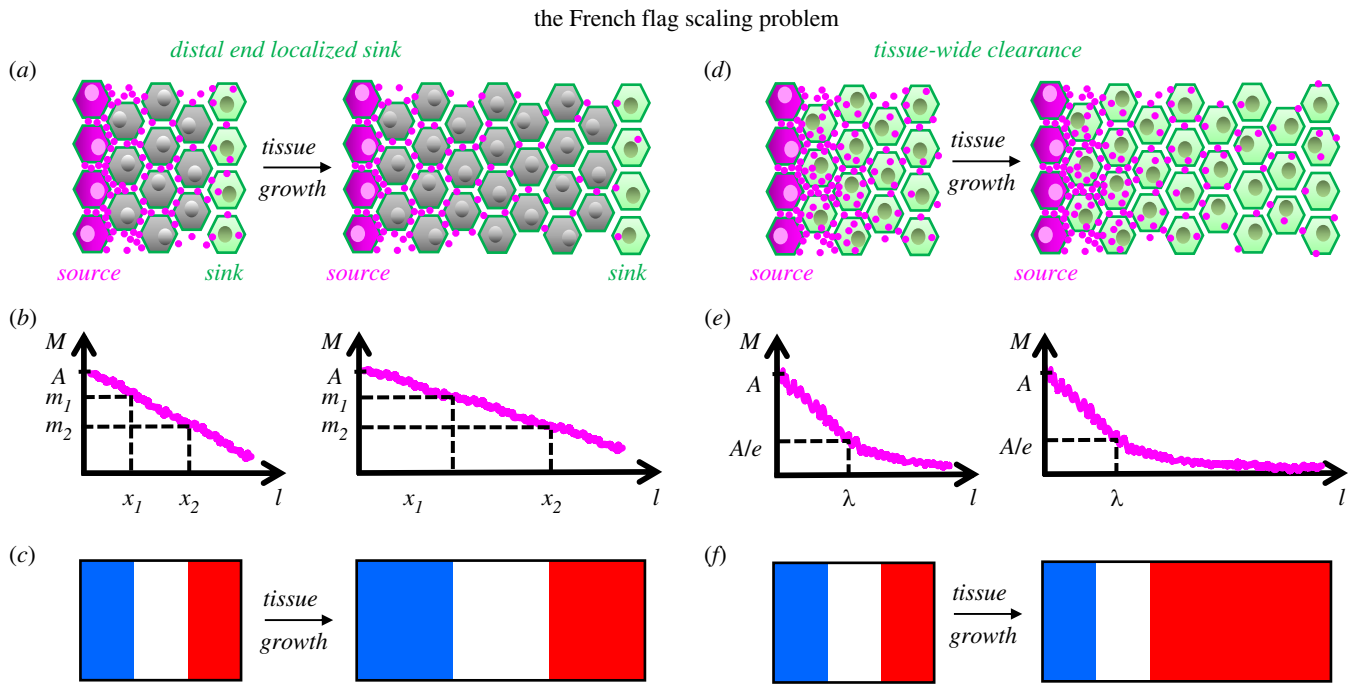 the French flag scaling problem
distal end localized sink
tissue-wide clearance
(a)
tissue
growth
source
sink
source
sink
(d)
tissue
growth
source
source
(b)
M
A
m1
m2
x1
x2
l
M
A
m1
m2
x1
x2
l
(e)
M
A
A/e
λ
l
M
A
A/e
λ
l
(c)
tissue
growth
(f)
tissue
growth